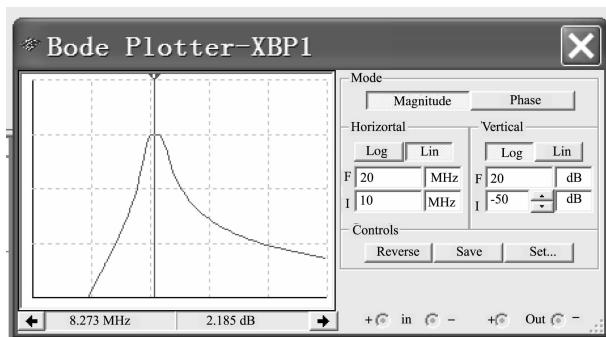 Bode Plotter-XBP1
Mode
Magnitude Phase
Horizortal Vertical
Log Lin Log Lin
F 20 MHz F 20 dB
I 10 MHz I -50 dB
Controls
Reverse Save Set...
8.273 MHz 2.185 dB + in - + Out -